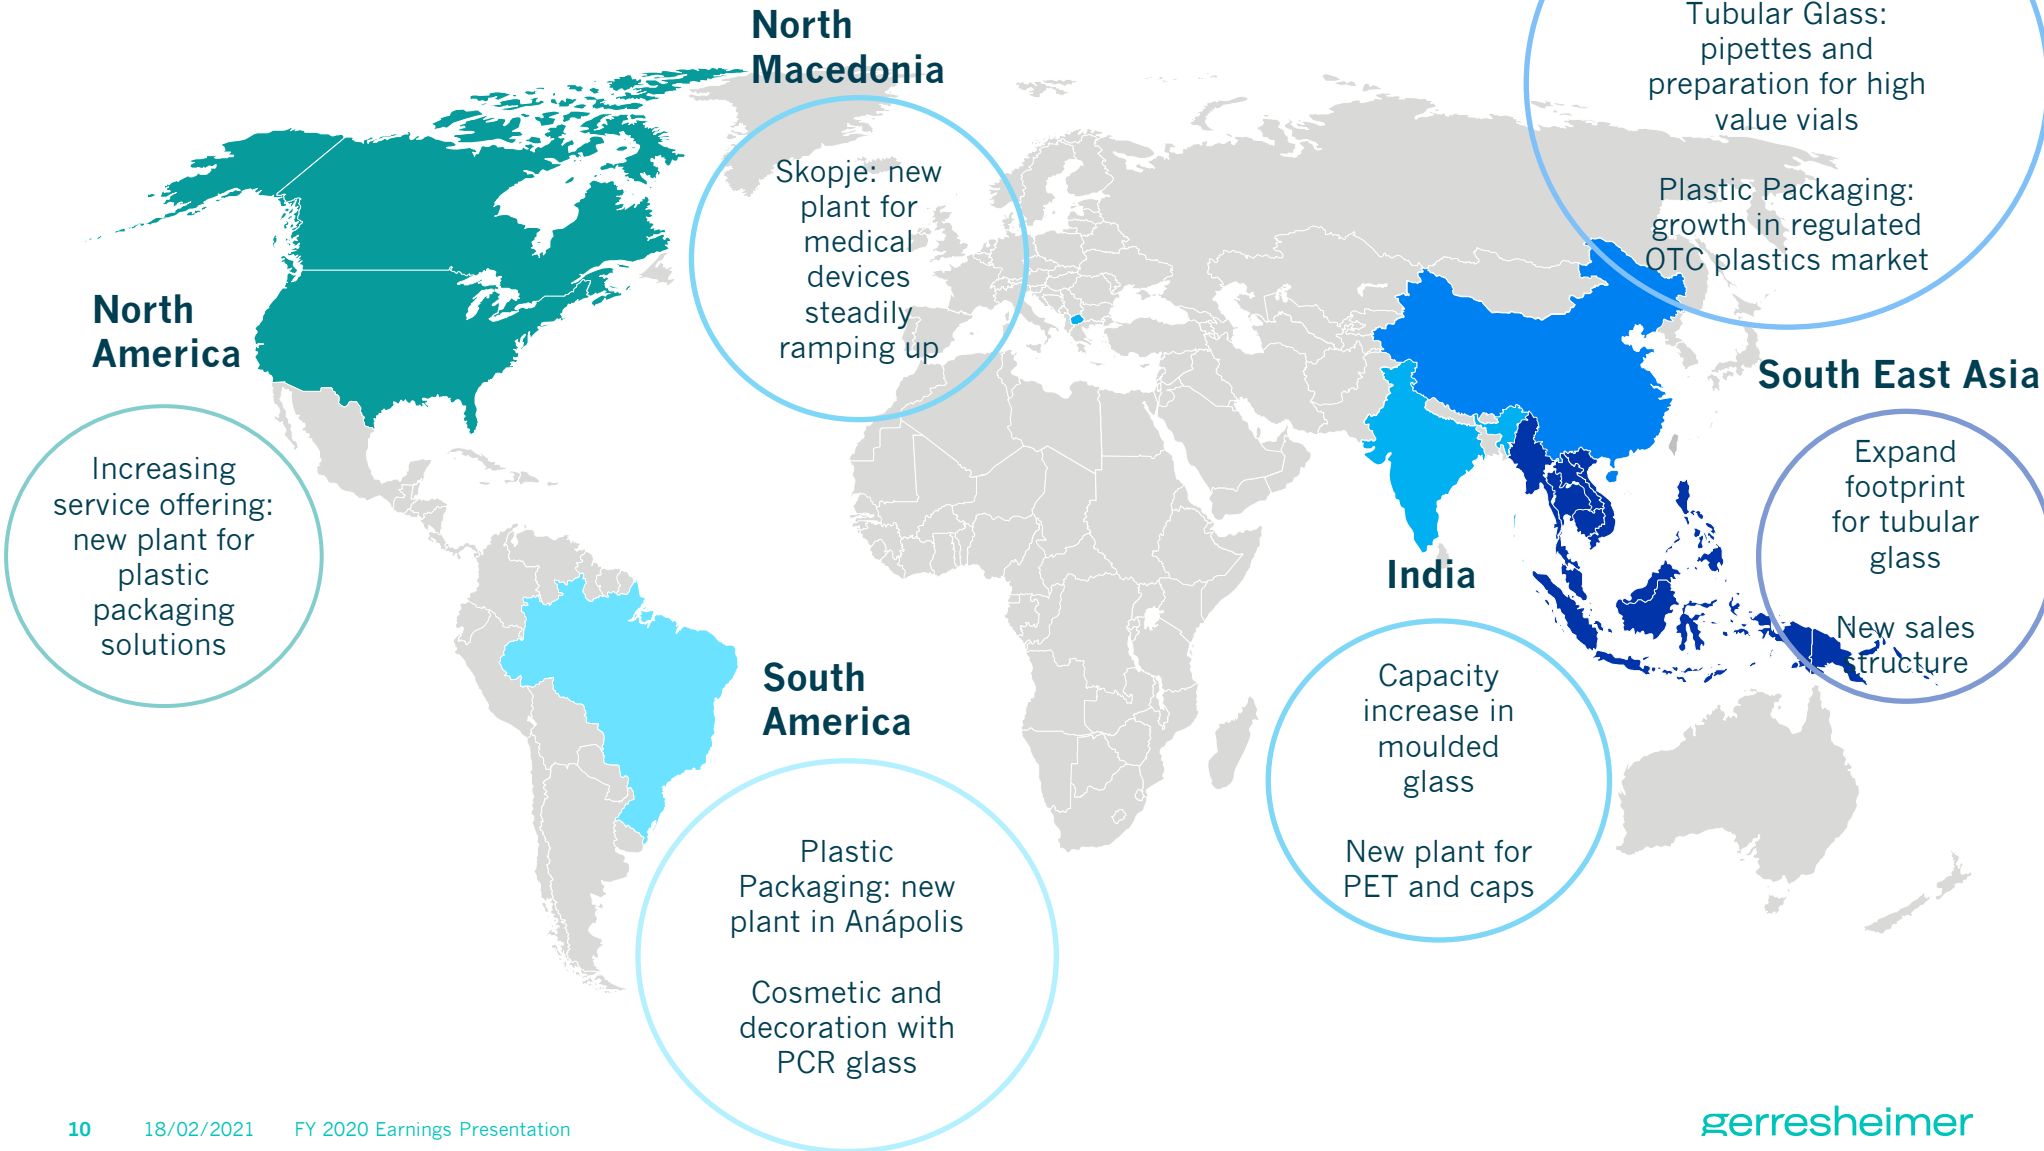 North
Macedonia
Skopje: new
plant for
medical
devices
steadily
ramping up
Tubular Glass:
pipettes and
preparation for high
value vials
Plastic Packaging:
growth in regulated
OTC plastics market
North
America
Increasing
service offering:
new plant for
plastic
packaging
solutions
South East Asia
Expand
footprint
for tubular
glass
New sales
structure
India
Capacity
increase in
moulded
glass
New plant for
PET and caps
South
America
Plastic
Packaging: new
plant in Anápolis
Cosmetic and
decoration with
PCR glass
10 18/02/2021 FY 2020 Earnings Presentation
gerresheimer